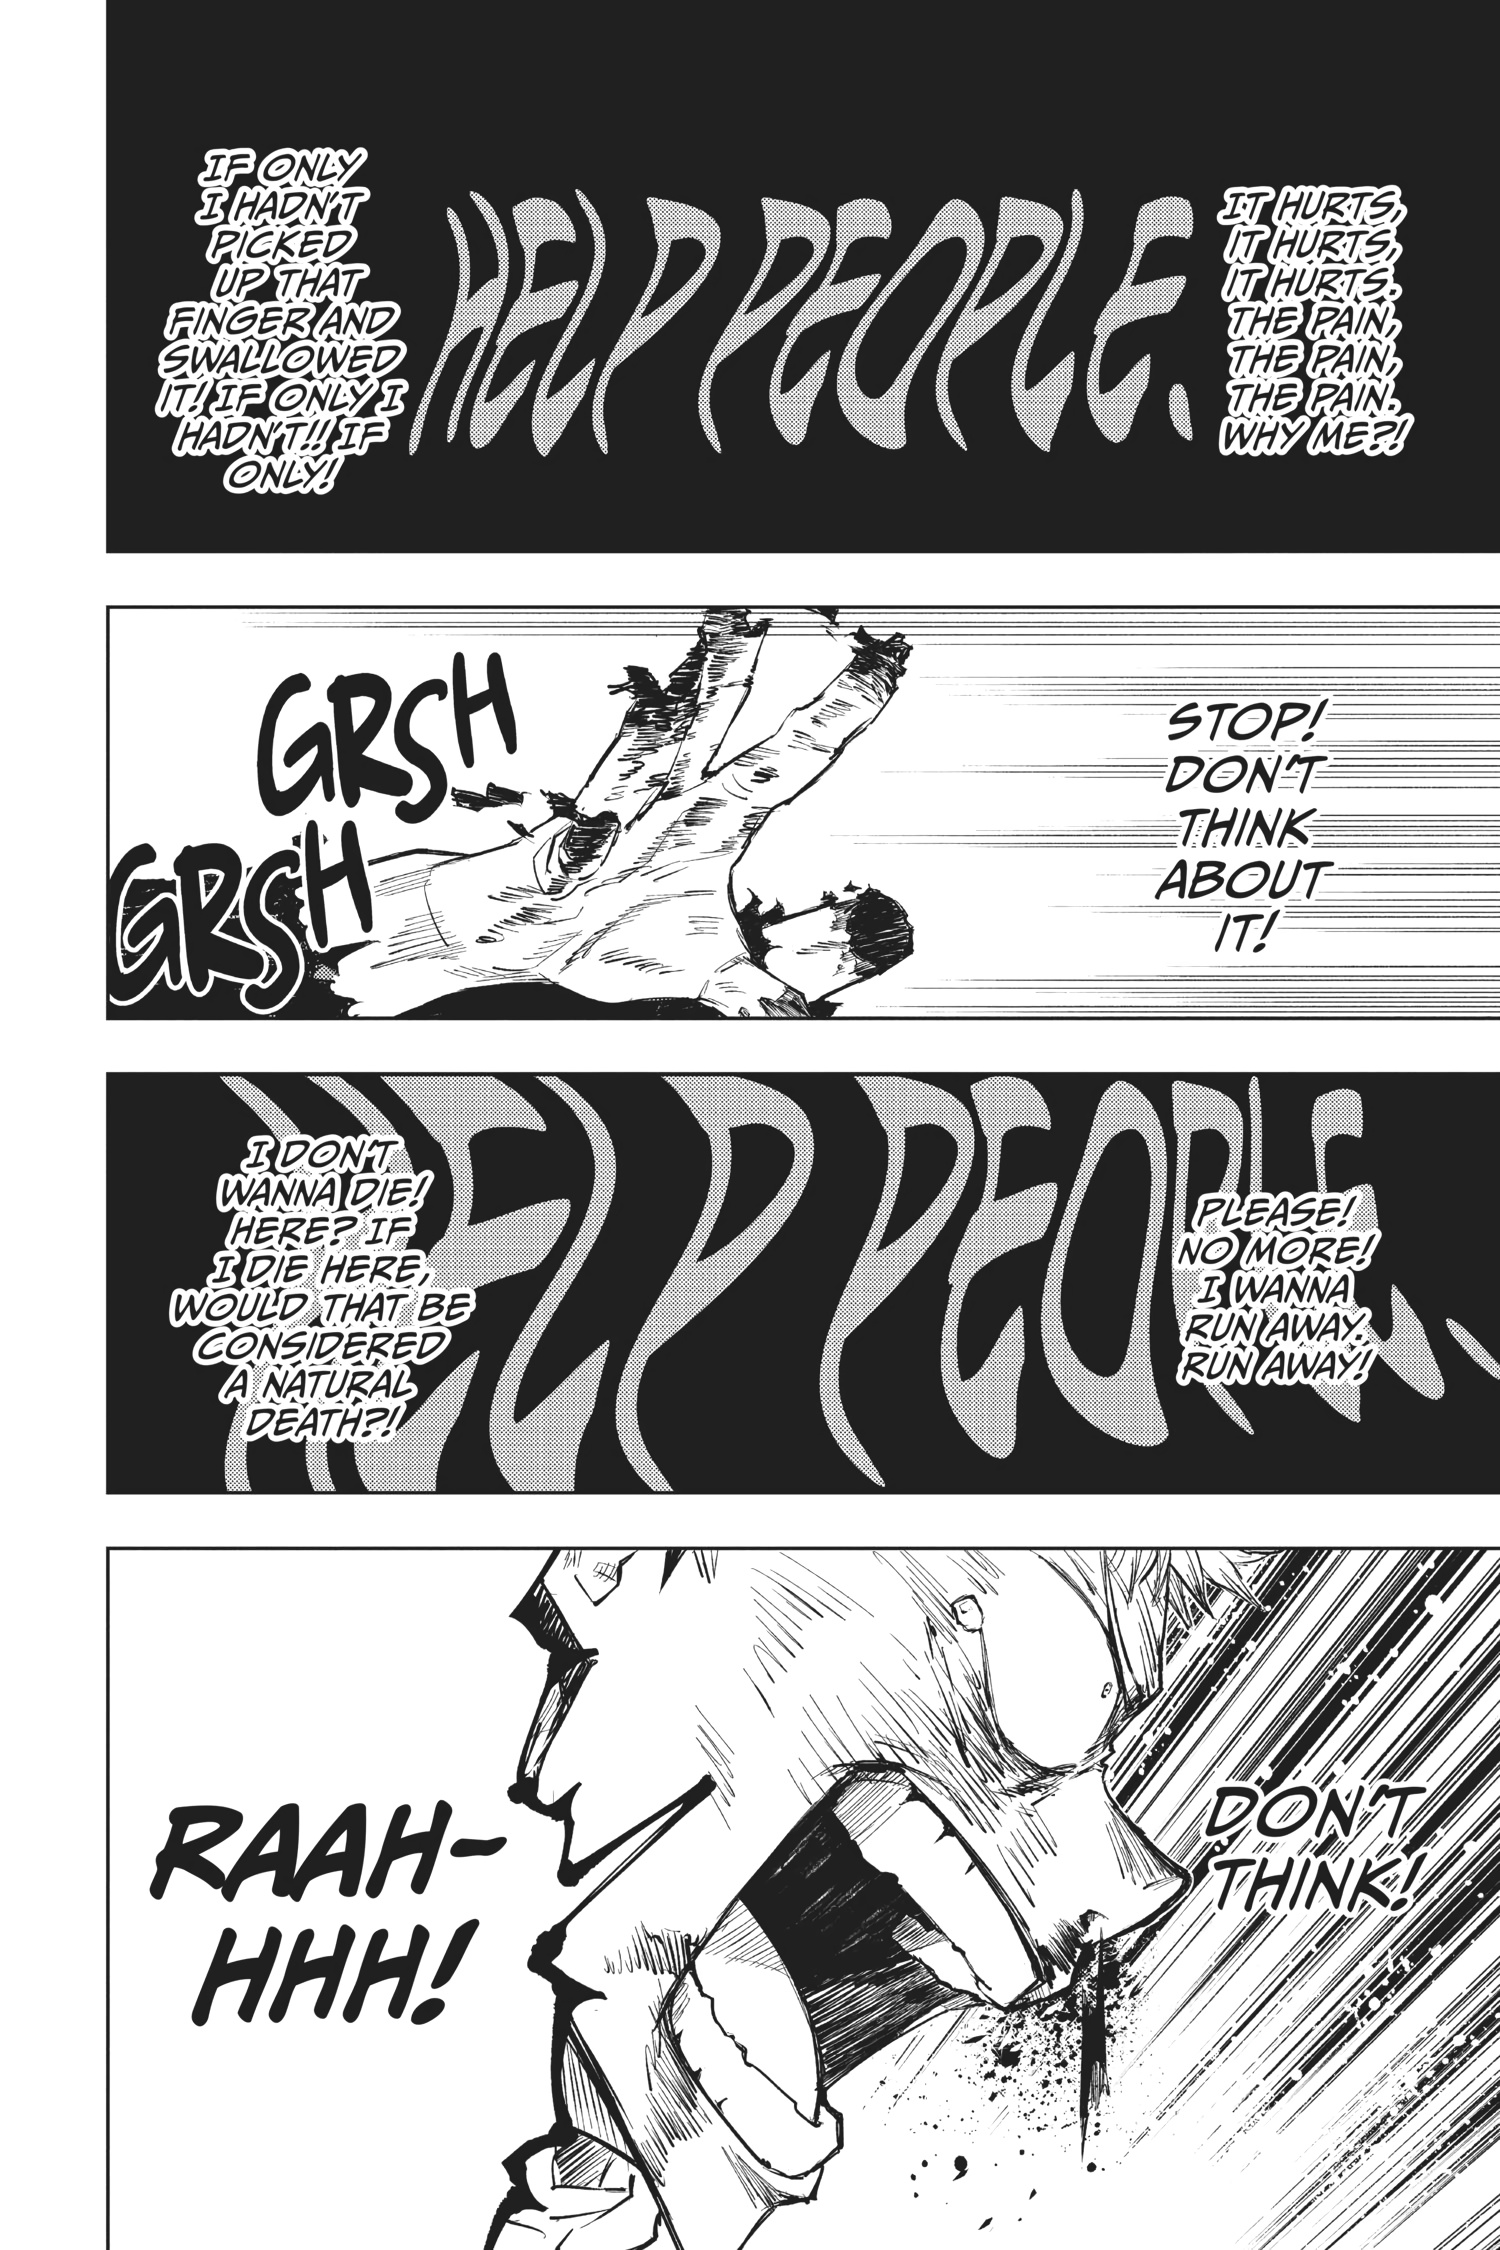 IT HURTS,
IT HURTS,
IT HURTS.
THE PAIN,
THE PAIN,
THE PAIN.
WHY ME?!
HELP PEOPLE.
IF ONLY
I HADN'T
PICKED
UP THAT
FINGER AND
SWALLOWED
IT! IF ONLY I
HADN'T!! IF
ONLY!
STOP!
DON'T
THINK
ABOUT
IT!
GRSH
GRSH
PLEASE!
NO MORE!
I WANNA
RUN AWAY.
RUN AWAY!
HELP PEOPLE.
I DON'T
WANNA DIE!
HERE? IF
I DIE HERE,
WOULD THAT BE
CONSIDERED
A NATURAL
DEATH?!
DON'T
THINK!
RAAH-
HHH!